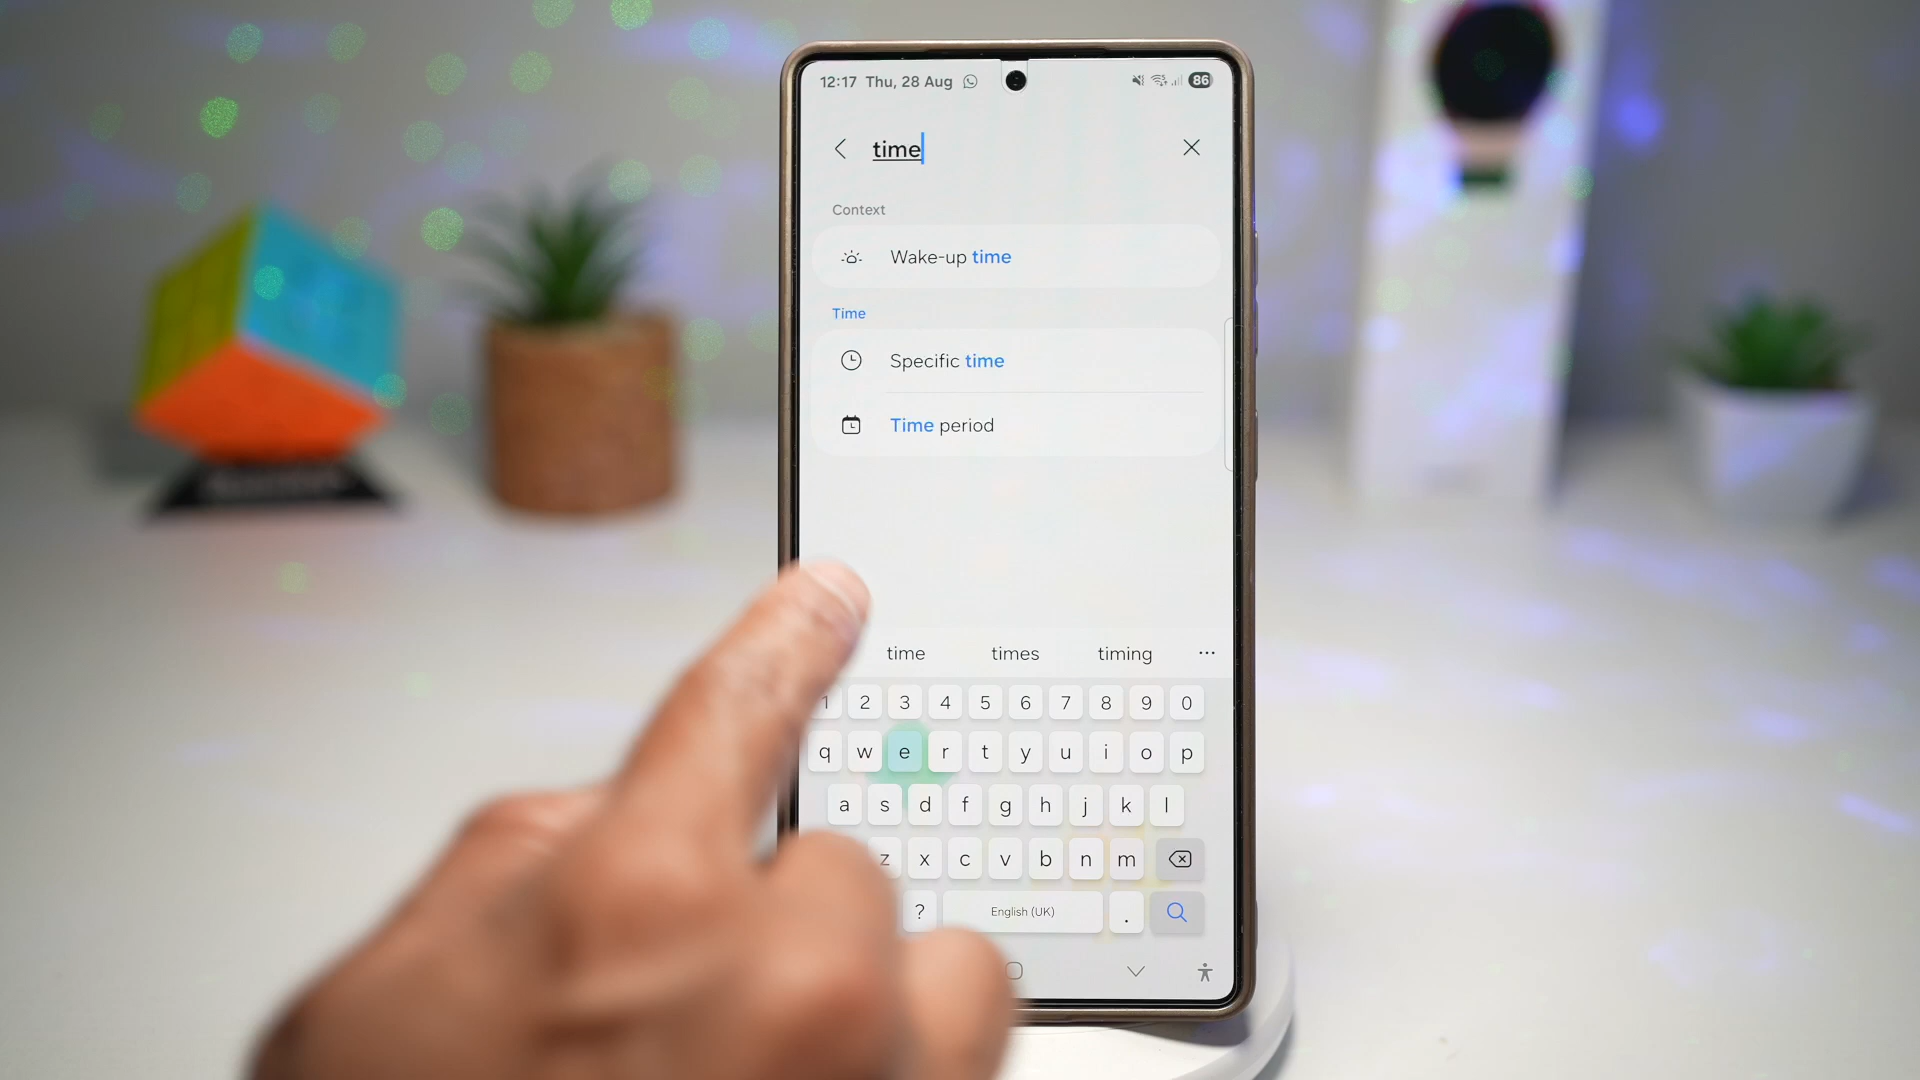 12:17 Thu, 28 Aug 86
time
Context
Wake-up time
Time
Specific time
Time period
time times timing ...
1 2 3 4 5 6 7 8 9 0
q w e r t y u i o p
a s d f g h j k l
z x c v b n m
? English (UK) .